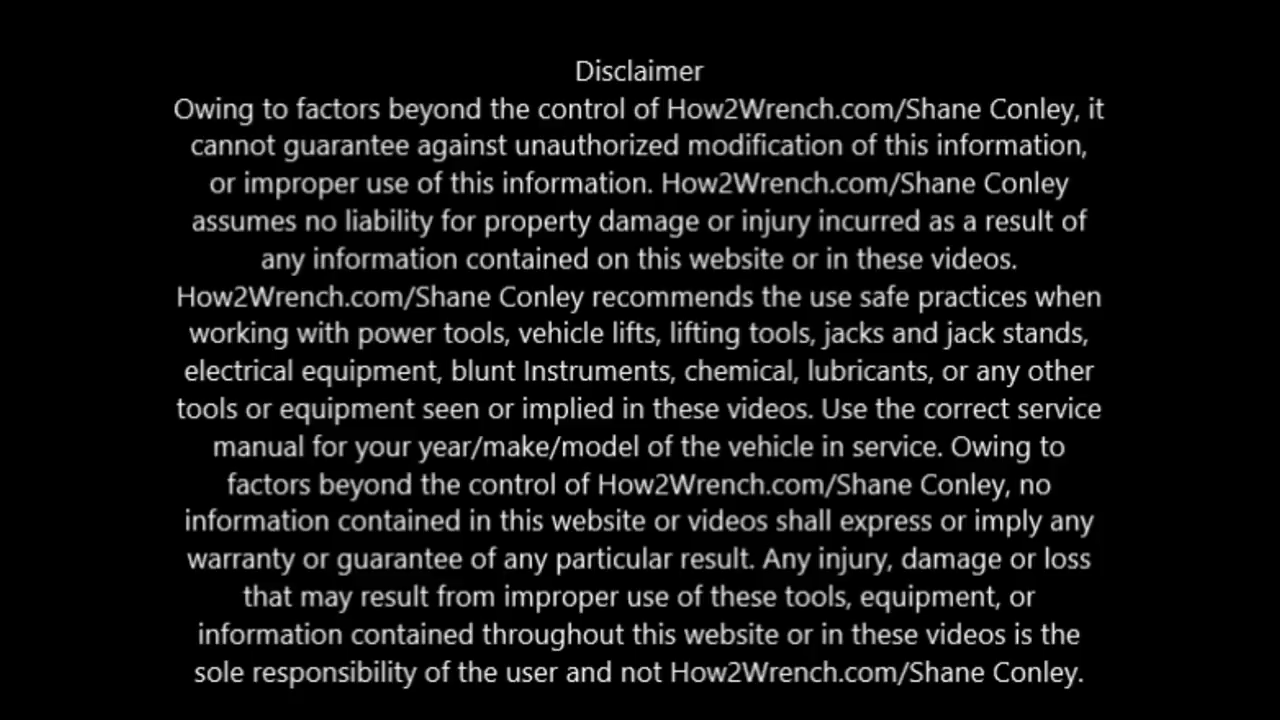 Disclaimer
Owing to factors beyond the control of How2Wrench.com/Shane Conley, it
cannot guarantee against unauthorized modification of this information,
or improper use of this information. How2Wrench.com/Shane Conley
assumes no liability for property damage or injury incurred as a result of
any information contained on this website or in these videos.
How2Wrench.com/Shane Conley recommends the use safe practices when
working with power tools, vehicle lifts, lifting tools, jacks and jack stands,
electrical equipment, blunt Instruments, chemical, lubricants, or any other
tools or equipment seen or implied in these videos. Use the correct service
manual for your year/make/model of the vehicle in service. Owing to
factors beyond the control of How2Wrench.com/Shane Conley, no
information contained in this website or videos shall express or imply any
warranty or guarantee of any particular result. Any injury, damage or loss
that may result from improper use of these tools, equipment, or
information contained throughout this website or in these videos is the
sole responsibility of the user and not How2Wrench.com/Shane Conley.